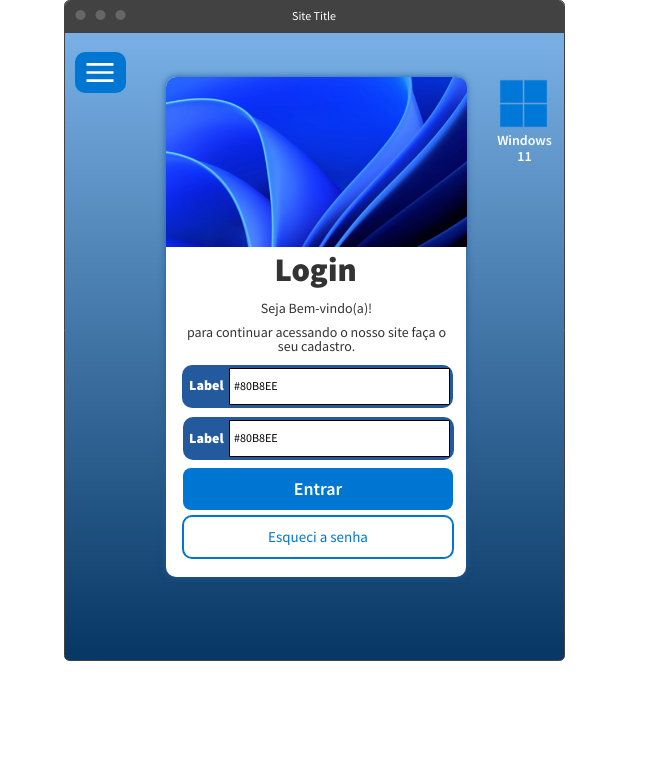 Site Title
Windows
11
Login
Seja Bem-vindo(a)!
para continuar acessando o nosso site faça o
seu cadastro.
Label #80B8EE
Label #80B8EE
Entrar
Esqueci a senha